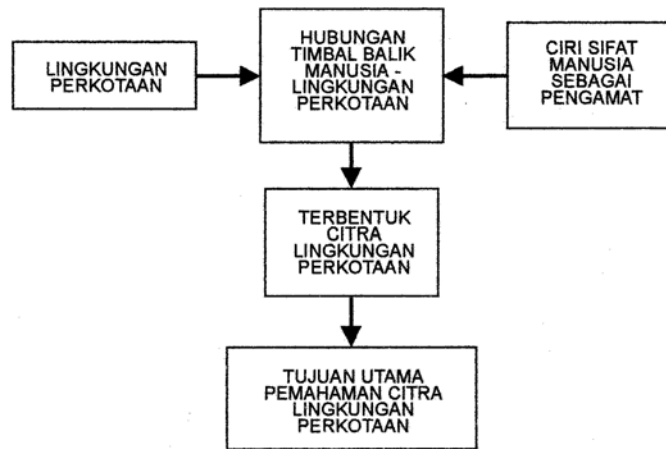 LINGKUNGAN
PERKOTAAN
HUBUNGAN
TIMBAL BALIK
MANUSIA -
LINGKUNGAN
PERKOTAAN
CIRI SIFAT
MANUSIA
SEBAGAI
PENGAMAT
TERBENTUK
CITRA
LINGKUNGAN
PERKOTAAN
TUJUAN UTAMA
PEMAHAMAN CITRA
LINGKUNGAN
PERKOTAAN